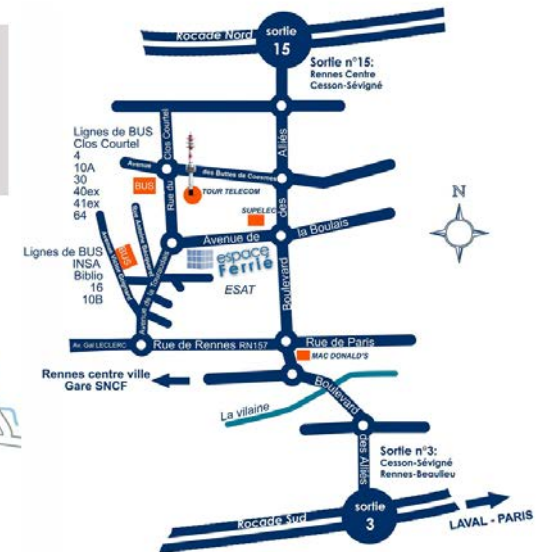 Rocade Nord
sortie
15
Sortie n°15:
Rennes Centre
Cesson-Sévigné
Lignes de BUS
Clos Courtel
4
10A
30
40ex
41ex
64
Rue du Clos Courtel
Avenue des Buttes de Coesmes
BUS
TOUR TELECOM
SUPELEC
Boulevard des Alliés
Avenue de la Boulais
N
Lignes de BUS
INSA
Biblio
16
10B
BUS
Avenue de la Touraudais
espace
Ferrié
ESAT
Av. Gal LECLERC
Rue de Rennes RN157
Rue de Paris
MAC DONALD'S
Rennes centre ville
Gare SNCF
La vilaine
Boulevard des Alliés
Sortie n°3:
Cesson-Sévigné
Rennes-Beaulieu
Rocade Sud
sortie
3
LAVAL - PARIS